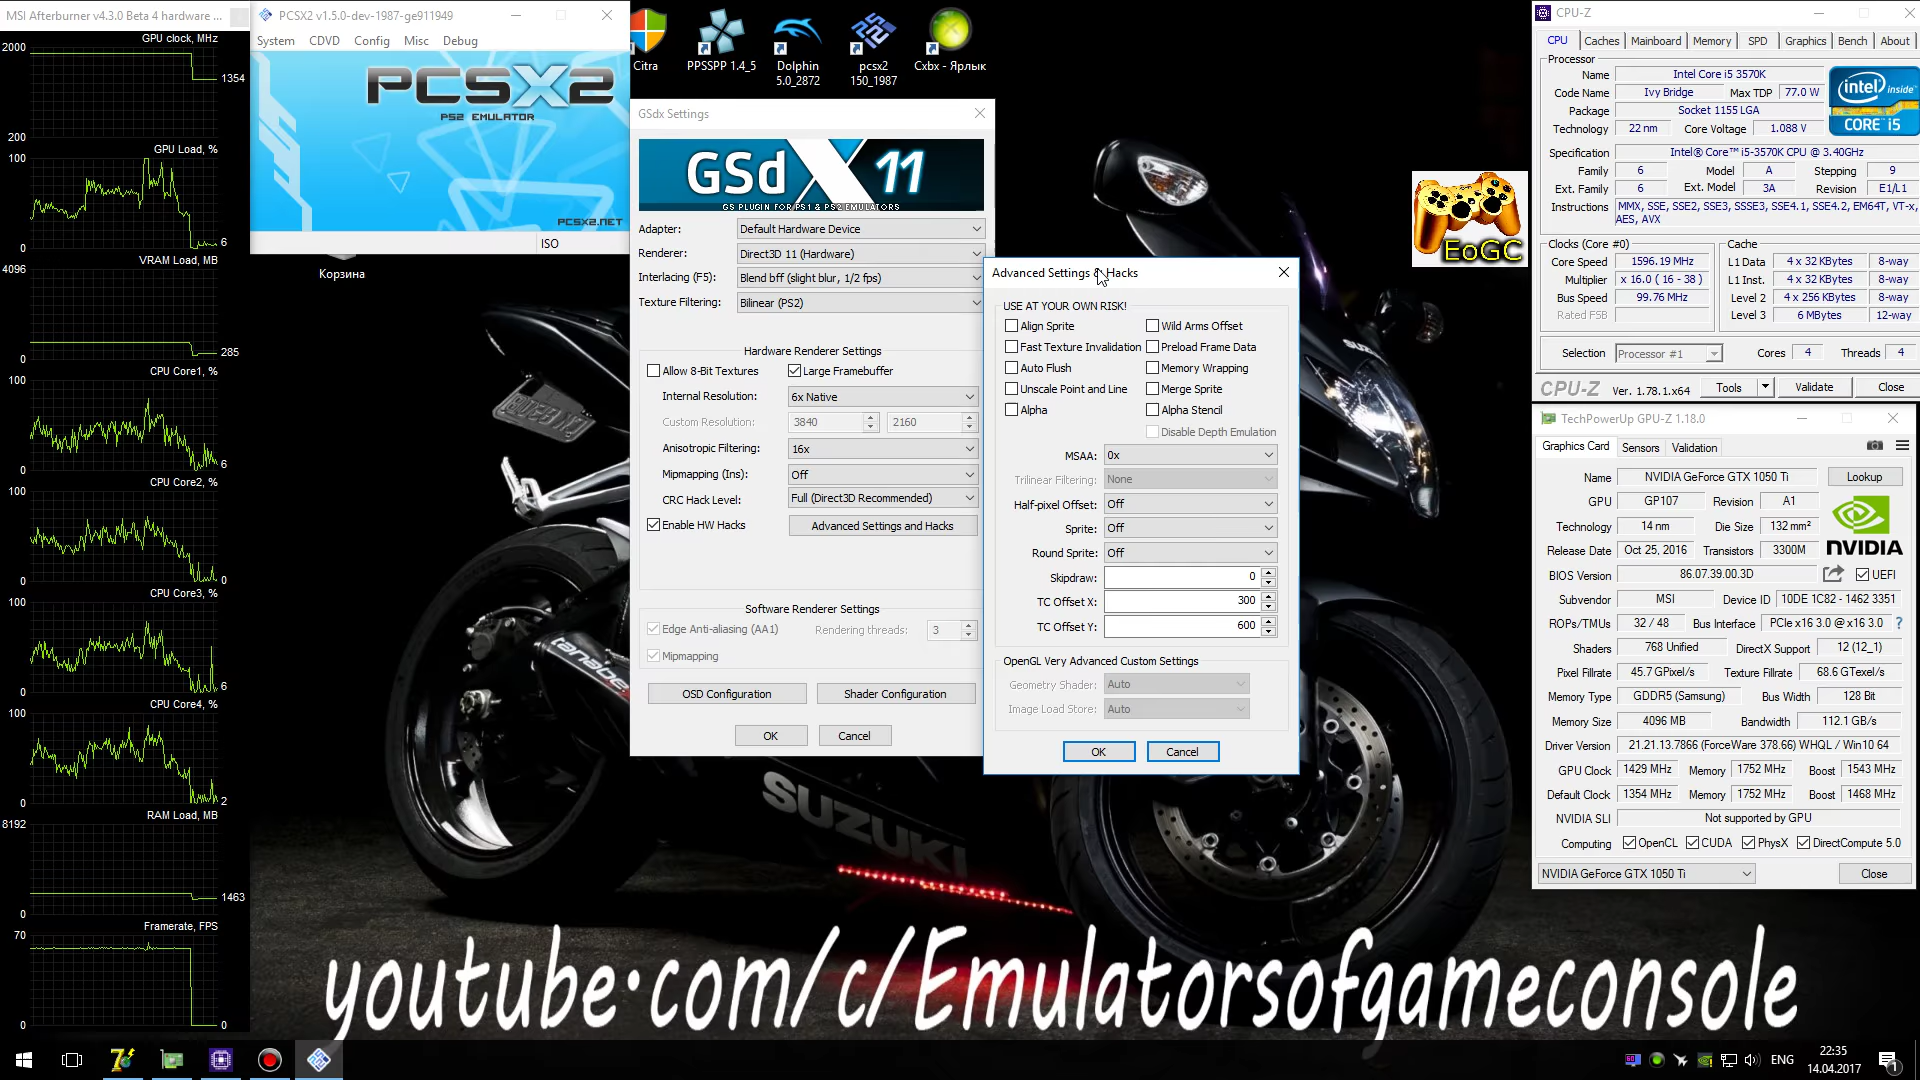 MSI Afterburner v4.3.0 Beta 4 hardware ...
GPU clock, MHz
2000
1354
200
GPU Load, %
100
6
0
VRAM Load, MB
4096
285
0
CPU Core1, %
100
6
0
CPU Core2, %
100
0
0
CPU Core3, %
100
6
0
CPU Core4, %
100
2
0
RAM Load, MB
8192
1463
0
Framerate, FPS
70
0
0
PCSX2 v1.5.0-dev-1987-ge911949
System CDVD Config Misc Debug
PCSX2
PS2 EMULATOR
PCSX2.NET
ISO
Корзина
Citra
PPSSPP 1.4_5
Dolphin
5.0_2872
pcsx2
150_1987
Cxbx - Ярлык
GSdx Settings
GSdX 11
GS PLUGIN FOR PS1 & PS2 EMULATORS
Adapter: Default Hardware Device
Renderer: Direct3D 11 (Hardware)
Interlacing (F5): Blend bff (slight blur, 1/2 fps)
Texture Filtering: Bilinear (PS2)
Hardware Renderer Settings
Allow 8-Bit Textures Large Framebuffer
Internal Resolution: 6x Native
Custom Resolution: 3840 2160
Anisotropic Filtering: 16x
Mipmapping (Ins): Off
CRC Hack Level: Full (Direct3D Recommended)
Enable HW Hacks Advanced Settings and Hacks
Software Renderer Settings
Edge Anti-aliasing (AA1) Rendering threads: 3
Mipmapping
OSD Configuration Shader Configuration
OK Cancel
Advanced Settings & Hacks
USE AT YOUR OWN RISK!
Align Sprite Wild Arms Offset
Fast Texture Invalidation Preload Frame Data
Auto Flush Memory Wrapping
Unscale Point and Line Merge Sprite
Alpha Alpha Stencil
Disable Depth Emulation
MSAA: 0x
Trilinear Filtering: None
Half-pixel Offset: Off
Sprite: Off
Round Sprite: Off
Skipdraw: 0
TC Offset X: 300
TC Offset Y: 600
OpenGL Very Advanced Custom Settings
Geometry Shader: Auto
Image Load Store: Auto
OK Cancel
EoGC
SUZUKI
CPU-Z
CPU Caches Mainboard Memory SPD Graphics Bench About
Processor
Name Intel Core i5 3570K
Code Name Ivy Bridge Max TDP 77.0 W
Package Socket 1155 LGA
Technology 22 nm Core Voltage 1.088 V
intel inside
CORE i5
Specification Intel® Core™ i5-3570K CPU @ 3.40GHz
Family 6 Model A Stepping 9
Ext. Family 6 Ext. Model 3A Revision E1/L1
Instructions MMX, SSE, SSE2, SSE3, SSSE3, SSE4.1, SSE4.2, EM64T, VT-x,
AES, AVX
Clocks (Core #0) Cache
Core Speed 1596.19 MHz L1 Data 4 x 32 KBytes 8-way
Multiplier x 16.0 ( 16 - 38 ) L1 Inst. 4 x 32 KBytes 8-way
Bus Speed 99.76 MHz Level 2 4 x 256 KBytes 8-way
Rated FSB Level 3 6 MBytes 12-way
Selection Processor #1 Cores 4 Threads 4
CPU-Z Ver. 1.78.1.x64 Tools Validate Close
TechPowerUp GPU-Z 1.18.0
Graphics Card Sensors Validation
Name NVIDIA GeForce GTX 1050 Ti Lookup
GPU GP107 Revision A1
Technology 14 nm Die Size 132 mm²
Release Date Oct 25, 2016 Transistors 3300M
NVIDIA
BIOS Version 86.07.39.00.3D UEFI
Subvendor MSI Device ID 10DE 1C82 - 1462 3351
ROPs/TMUs 32 / 48 Bus Interface PCIe x16 3.0 @ x16 3.0 ?
Shaders 768 Unified DirectX Support 12 (12_1)
Pixel Fillrate 45.7 GPixel/s Texture Fillrate 68.6 GTexel/s
Memory Type GDDR5 (Samsung) Bus Width 128 Bit
Memory Size 4096 MB Bandwidth 112.1 GB/s
Driver Version 21.21.13.7866 (ForceWare 378.66) WHQL / Win10 64
GPU Clock 1429 MHz Memory 1752 MHz Boost 1543 MHz
Default Clock 1354 MHz Memory 1752 MHz Boost 1468 MHz
NVIDIA SLI Not supported by GPU
Computing OpenCL CUDA PhysX DirectCompute 5.0
NVIDIA GeForce GTX 1050 Ti Close
SUZUKI
youtube.com/c/Emulatorsofgameconsole
ENG
22:35
14.04.2017
1